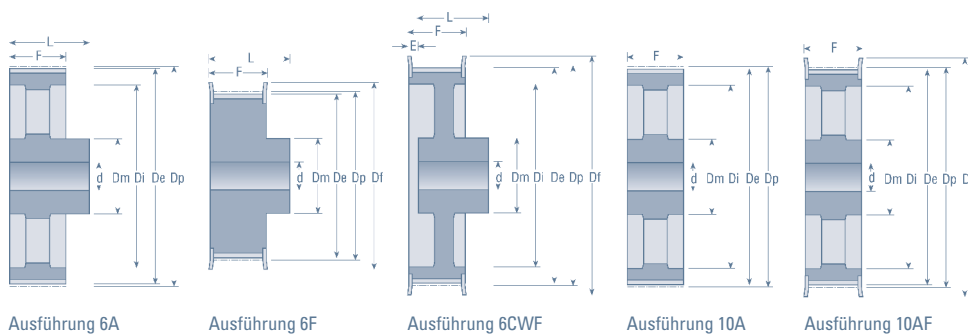 L
F
d Dm Di De Dp
L
F
d Dm De Dp Df
L
F
E
d Dm Di De Dp Df
F
d Dm Di De Dp
F
d Dm Di De Dp D
Ausführung 6A
Ausführung 6F
Ausführung 6CWF
Ausführung 10A
Ausführung 10AF